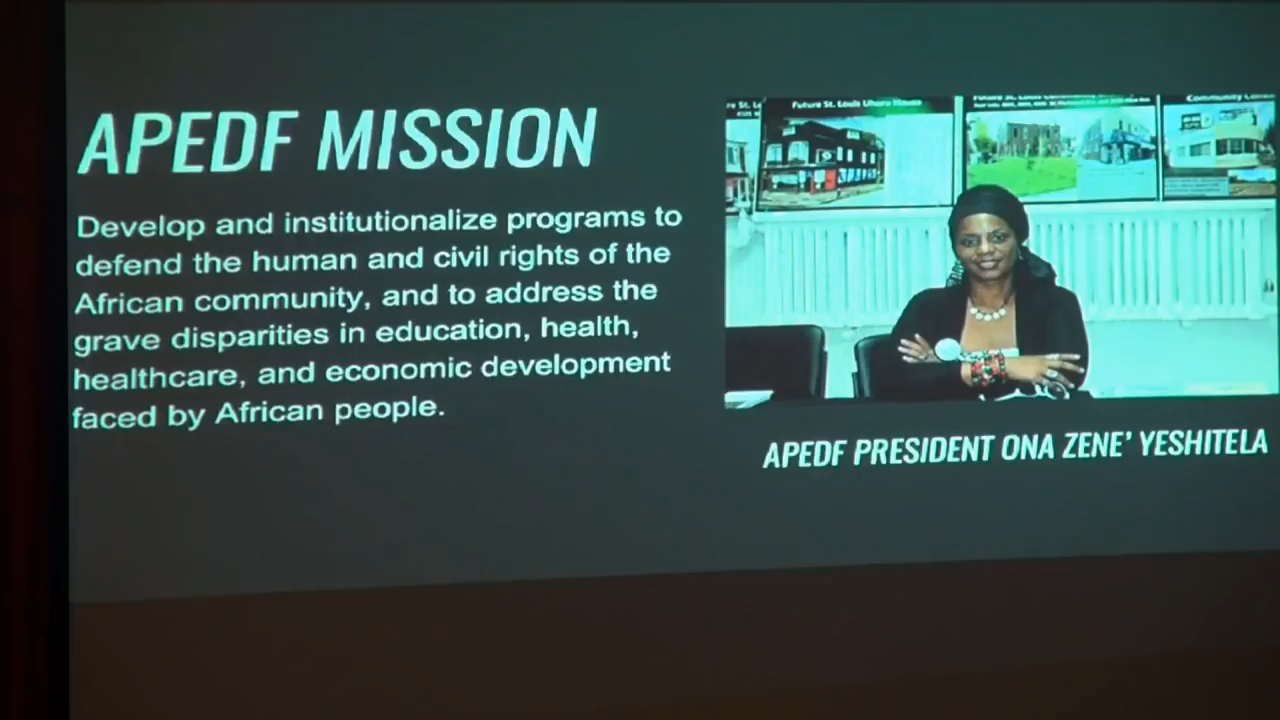 APEDF MISSION
Develop and institutionalize programs to
defend the human and civil rights of the
African community, and to address the
grave disparities in education, health,
healthcare, and economic development
faced by African people.
Future St. Louis Uhuru House
APEDF PRESIDENT ONA ZENE' YESHITELA